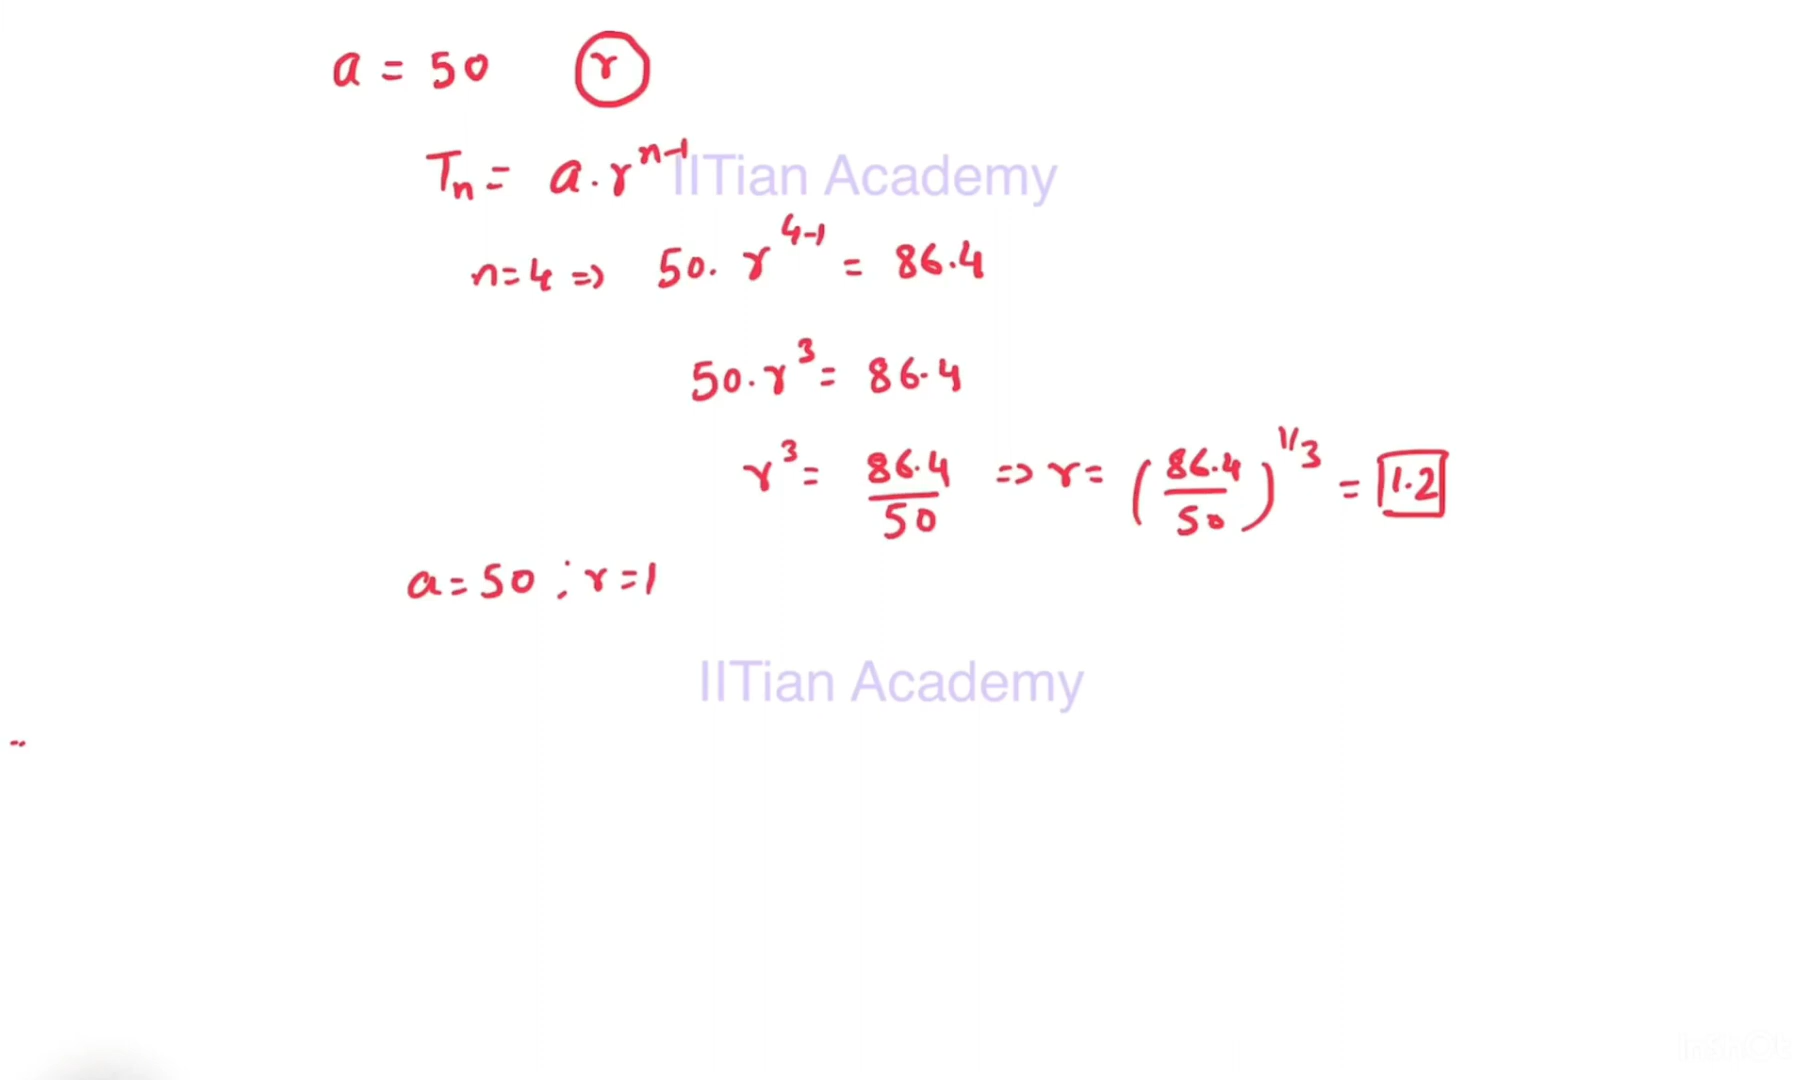 a = 50 r
Tn = a.r^n-1
IITian Academy
n=4 => 50. r^4-1 = 86.4
50.r^3 = 86.4
r^3 = 86.4/50 => r = (86.4/50)^1/3 = 1.2
a=50 ; r=1
IITian Academy